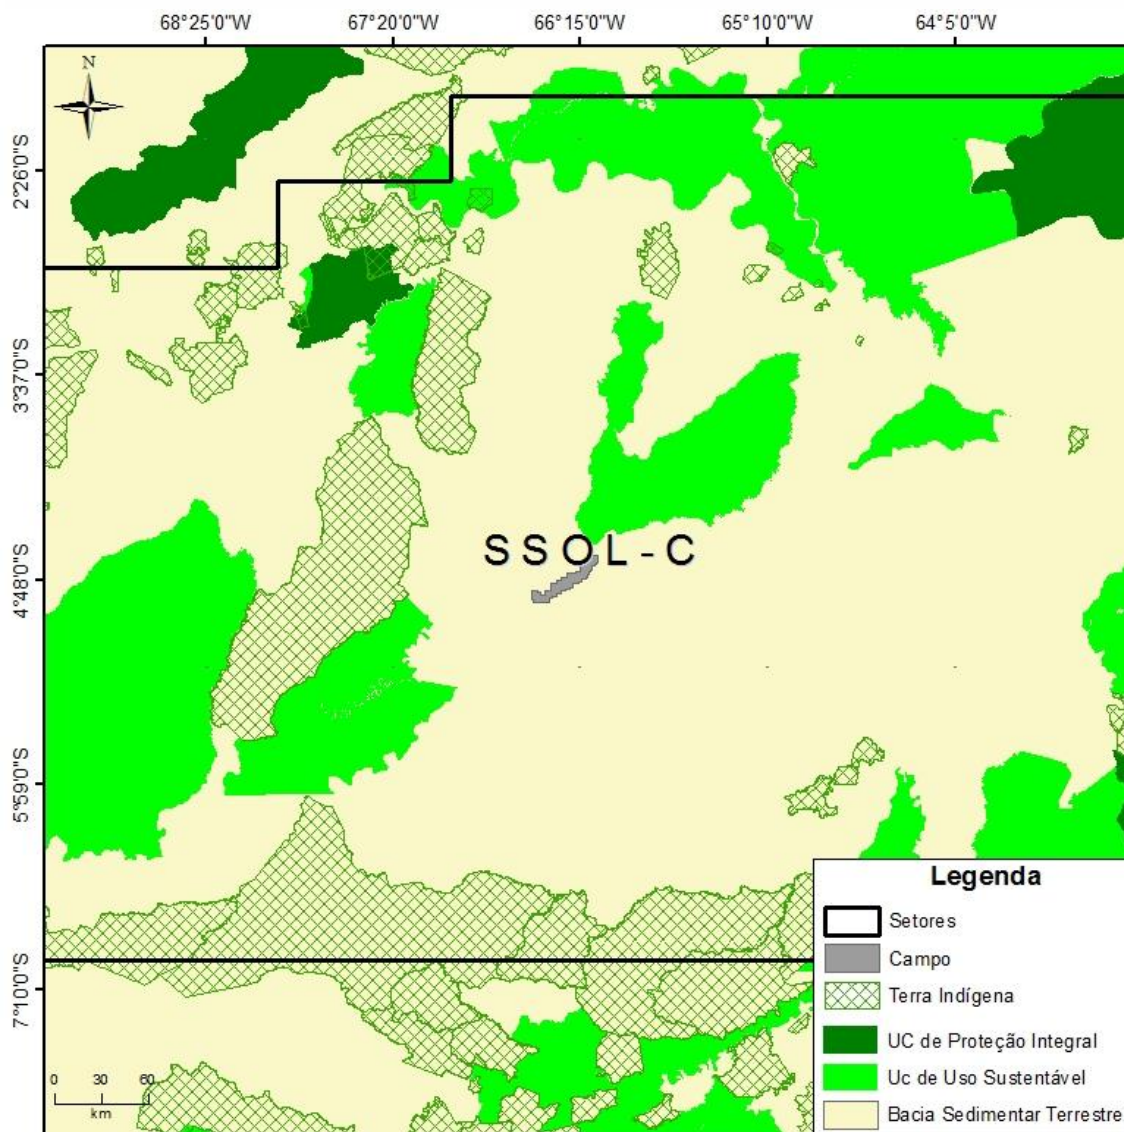 68°25'0"W 67°20'0"W 66°15'0"W 65°10'0"W 64°5'0"W
N
2°26'0"S
3°37'0"S
SSOL-C
4°48'0"S
5°59'0"S
7°10'0"S
0 30 60
km
Legenda
Setores
Campo
Terra Indígena
UC de Proteção Integral
Uc de Uso Sustentável
Bacia Sedimentar Terrestre